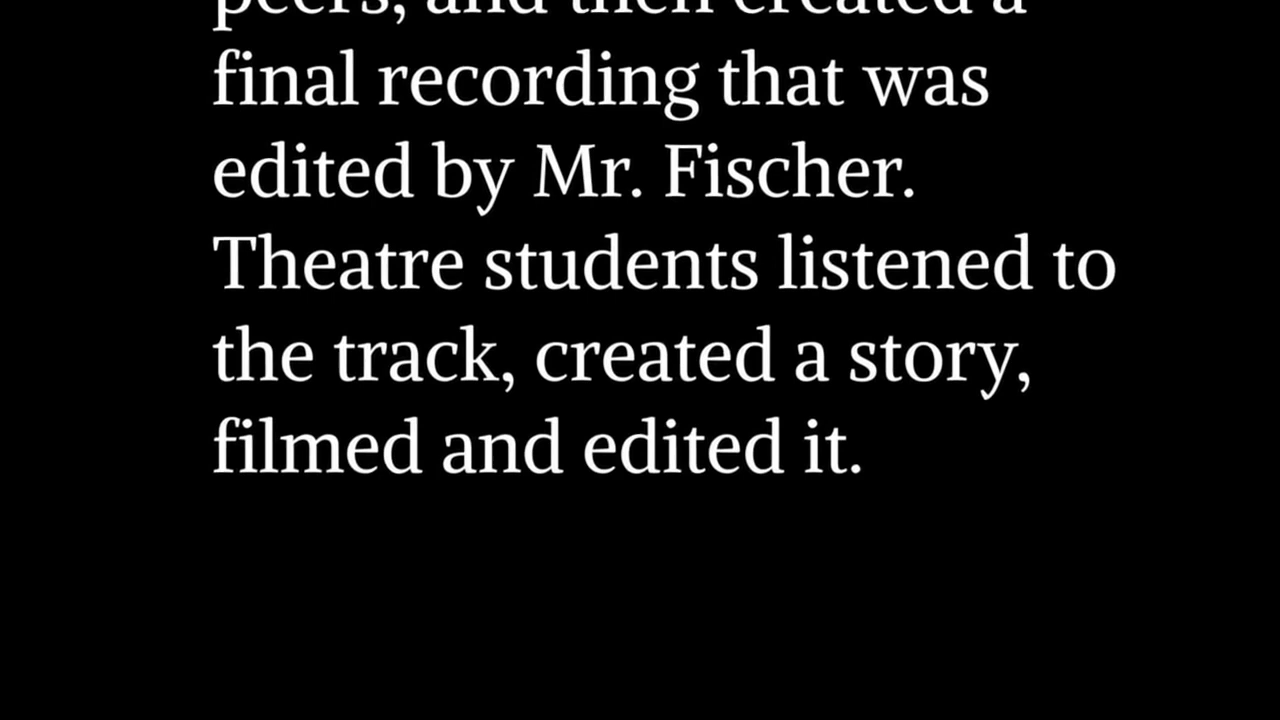 peers, and then created a
final recording that was
edited by Mr. Fischer.
Theatre students listened to
the track, created a story,
filmed and edited it.